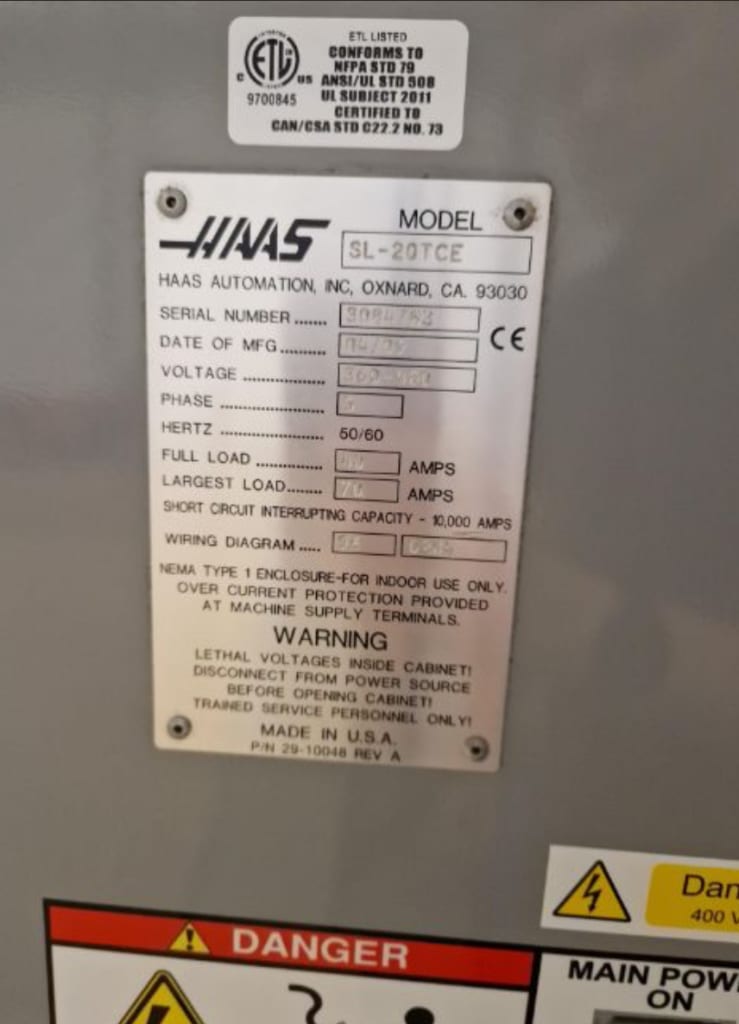 ETL LISTED
CONFORMS TO
NFPA STD 79
ANSI/UL STD 508
UL SUBJECT 2011
CERTIFIED TO
CAN/CSA STD C22.2 NO. 73
C ETL US
9700845
HAAS
MODEL
SL-20TCE
HAAS AUTOMATION, INC, OXNARD, CA. 93030
SERIAL NUMBER .......
CE
DATE OF MFG..........
VOLTAGE ..................
PHASE .......................
HERTZ ....................... 50/60
FULL LOAD .............. AMPS
LARGEST LOAD....... AMPS
SHORT CIRCUIT INTERRUPTING CAPACITY - 10,000 AMPS
WIRING DIAGRAM .....
NEMA TYPE 1 ENCLOSURE-FOR INDOOR USE ONLY.
OVER CURRENT PROTECTION PROVIDED
AT MACHINE SUPPLY TERMINALS.
WARNING
LETHAL VOLTAGES INSIDE CABINET!
DISCONNECT FROM POWER SOURCE
BEFORE OPENING CABINET!
TRAINED SERVICE PERSONNEL ONLY!
MADE IN U.S.A.
P/N 29-10048 REV A
400 V
DANGER
MAIN
ON